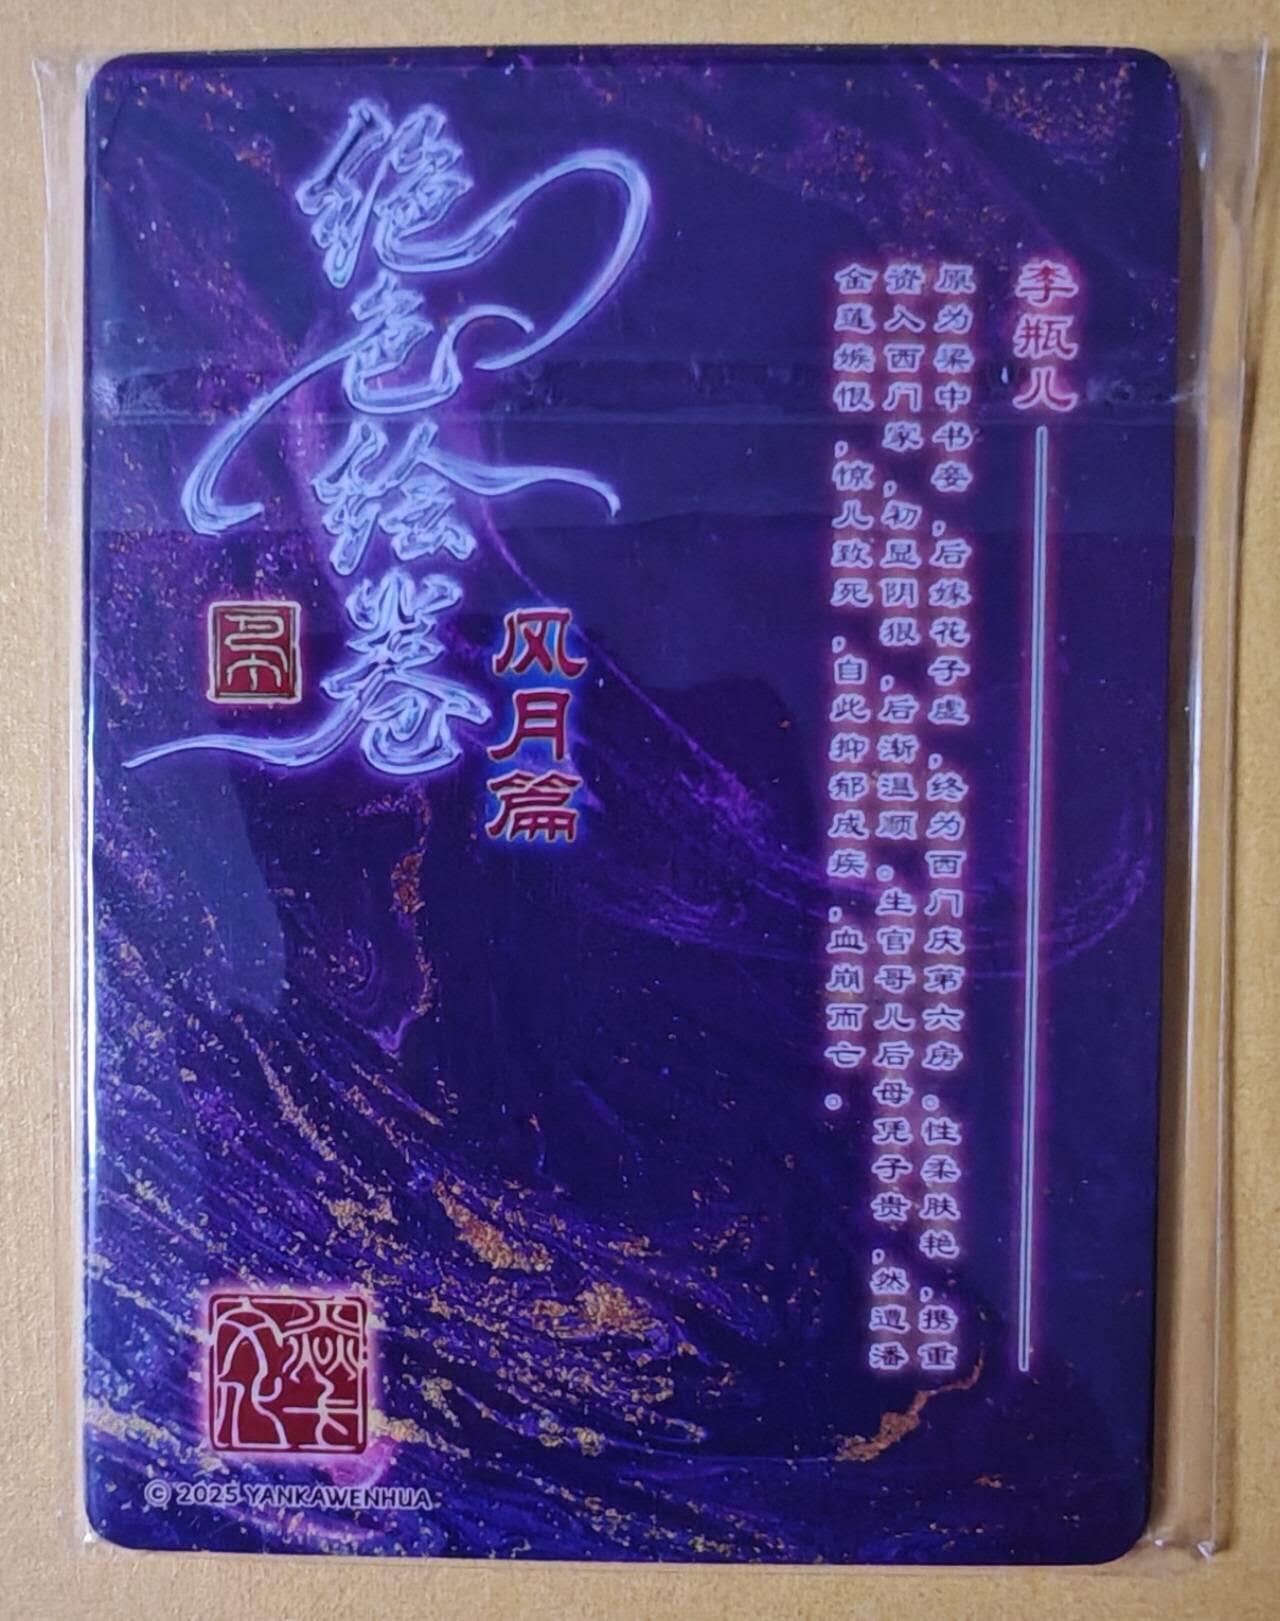 李瓶儿
原为梁中书妾,后嫁花子虚,终为西门庆第六房。性柔肤艳,携重
资入西门家,初显阴狠,后渐温顺。生官哥儿后母凭子贵,然遭潘
金莲嫉恨,惊儿致死,自此抑郁成疾,血崩而亡。
绝色绘卷
风月篇
焱卡
文化
© 2025 YANKAWENHUA